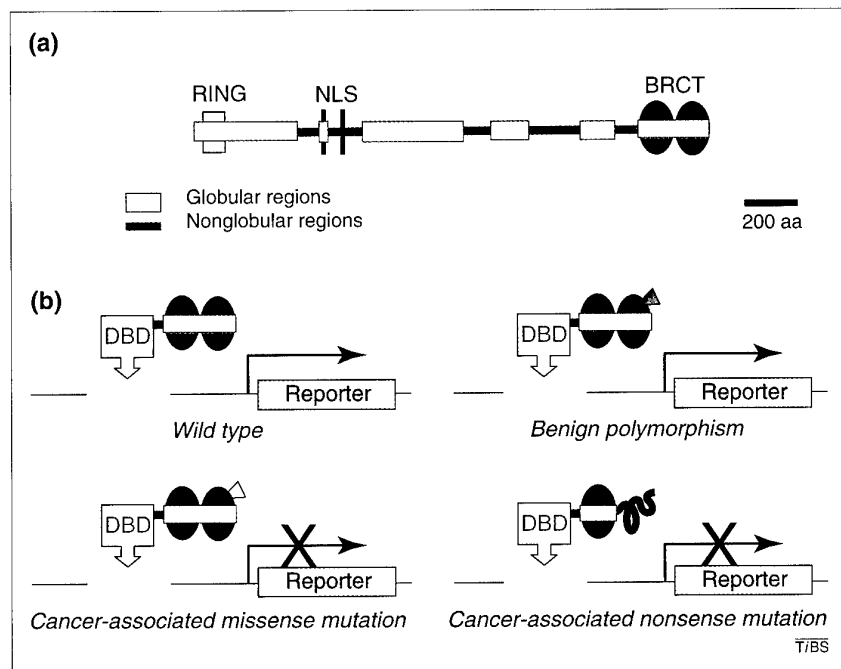 (a)
RING
NLS
BRCT
Globular regions
Nonglobular regions
200 aa
(b)
DBD
Reporter
Wild type
DBD
Reporter
Benign polymorphism
DBD
Reporter
Cancer-associated missense mutation
DBD
Reporter
Cancer-associated nonsense mutation
TiBS